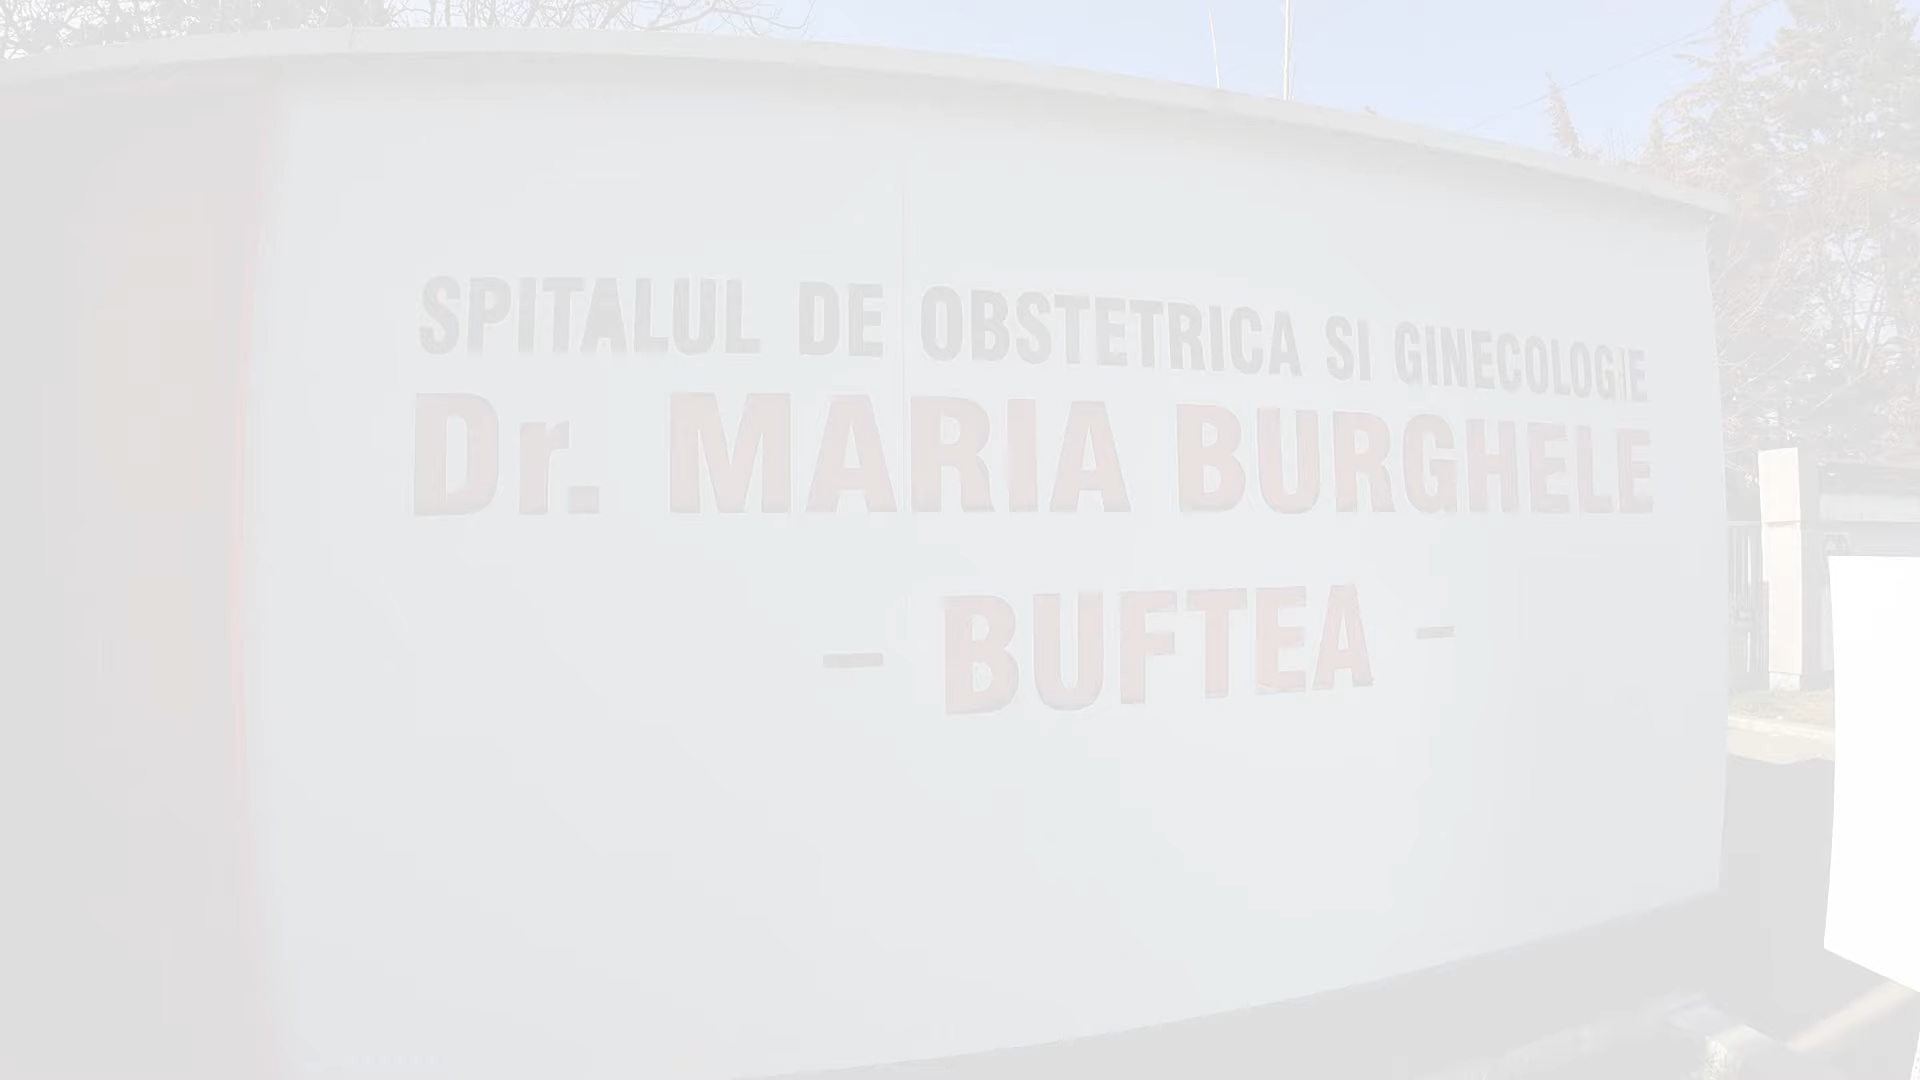 SPITALUL DE OBSTETRICA SI GINECOLOGIE
Dr. MARIA BURGHELE
- BUFTEA -